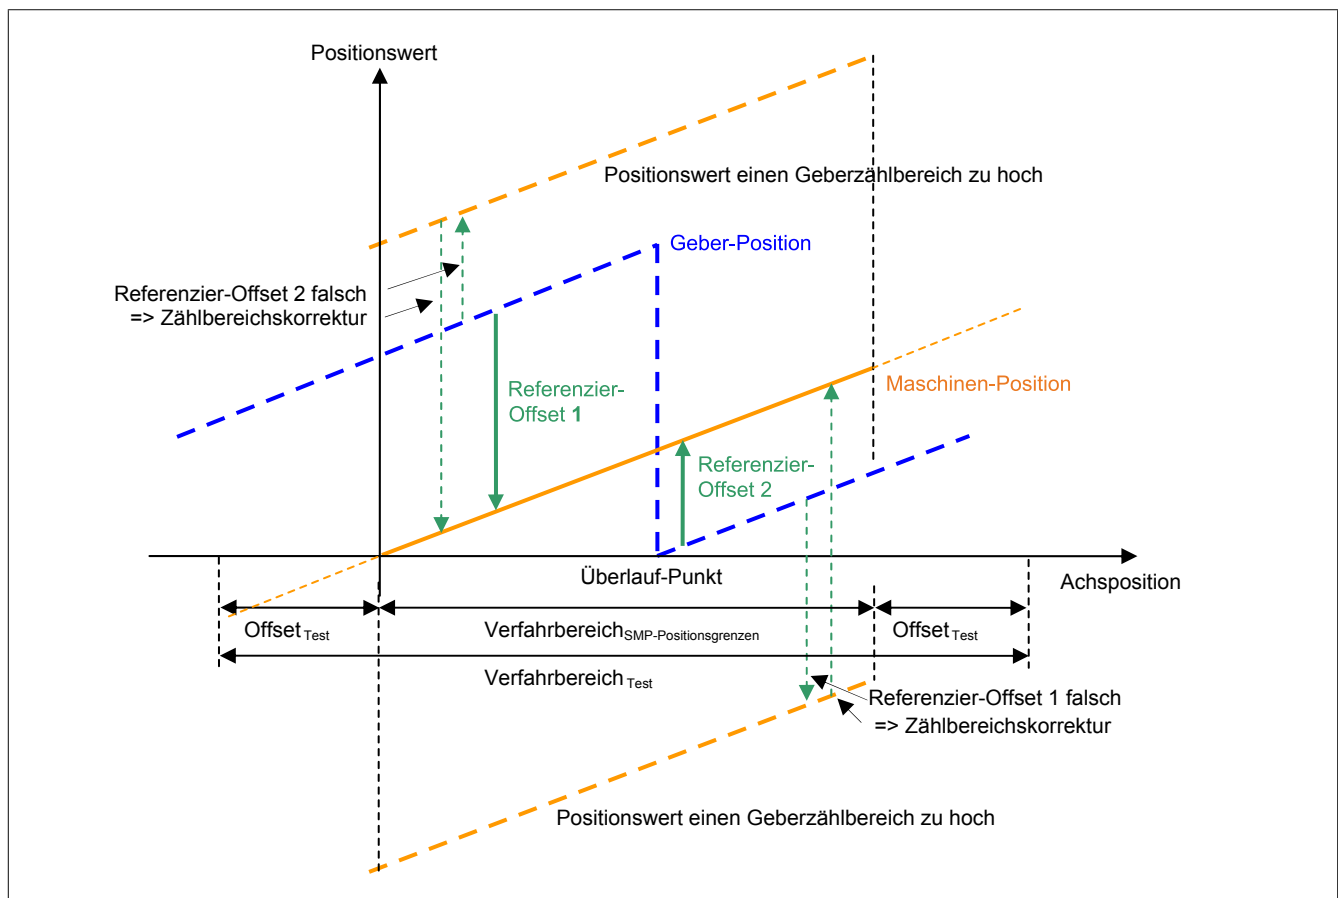 Positionswert
Positionswert einen Geberzählbereich zu hoch
Geber-Position
Referenzier-Offset 2 falsch
=> Zählbereichskorrektur
Referenzier-
Offset 1
Maschinen-Position
Referenzier-
Offset 2
Überlauf-Punkt
Achsposition
Offset Test
Verfahrbereich SMP-Positionsgrenzen
Offset Test
Verfahrbereich Test
Referenzier-Offset 1 falsch
=> Zählbereichskorrektur
Positionswert einen Geberzählbereich zu hoch